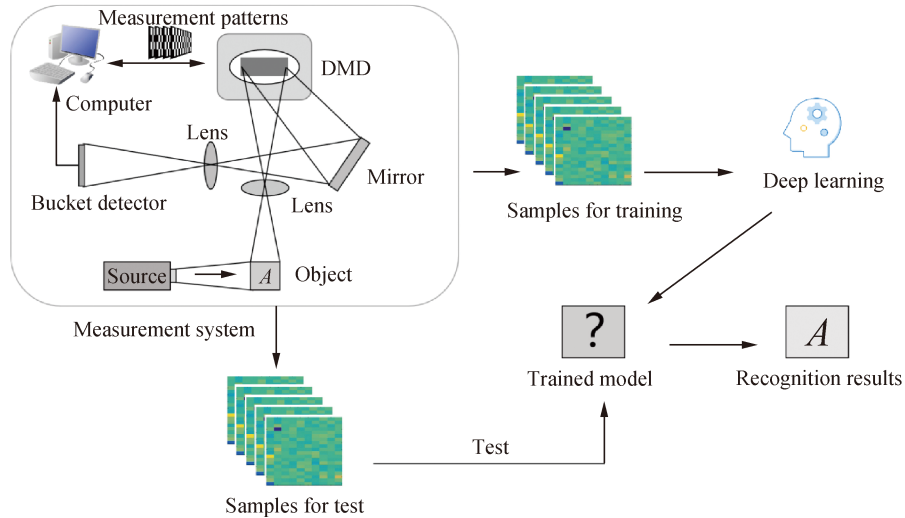 Measurement patterns
DMD
Computer
Lens
Mirror
Bucket detector
Lens
Source
A
Object
Measurement system
Samples for training
Deep learning
?
A
Trained model
Recognition results
Test
Samples for test